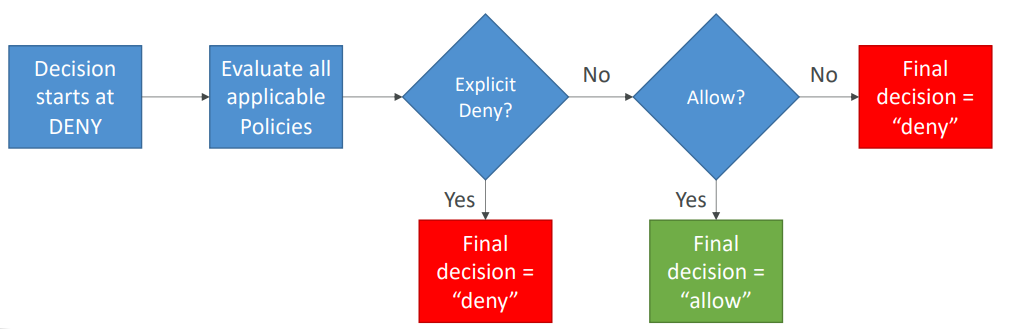 Decision
starts at
DENY
Evaluate all
applicable
Policies
Explicit
Deny?
No
Allow?
No
Final
decision =
“deny”
Yes
Final
decision =
“deny”
Yes
Final
decision =
“allow”